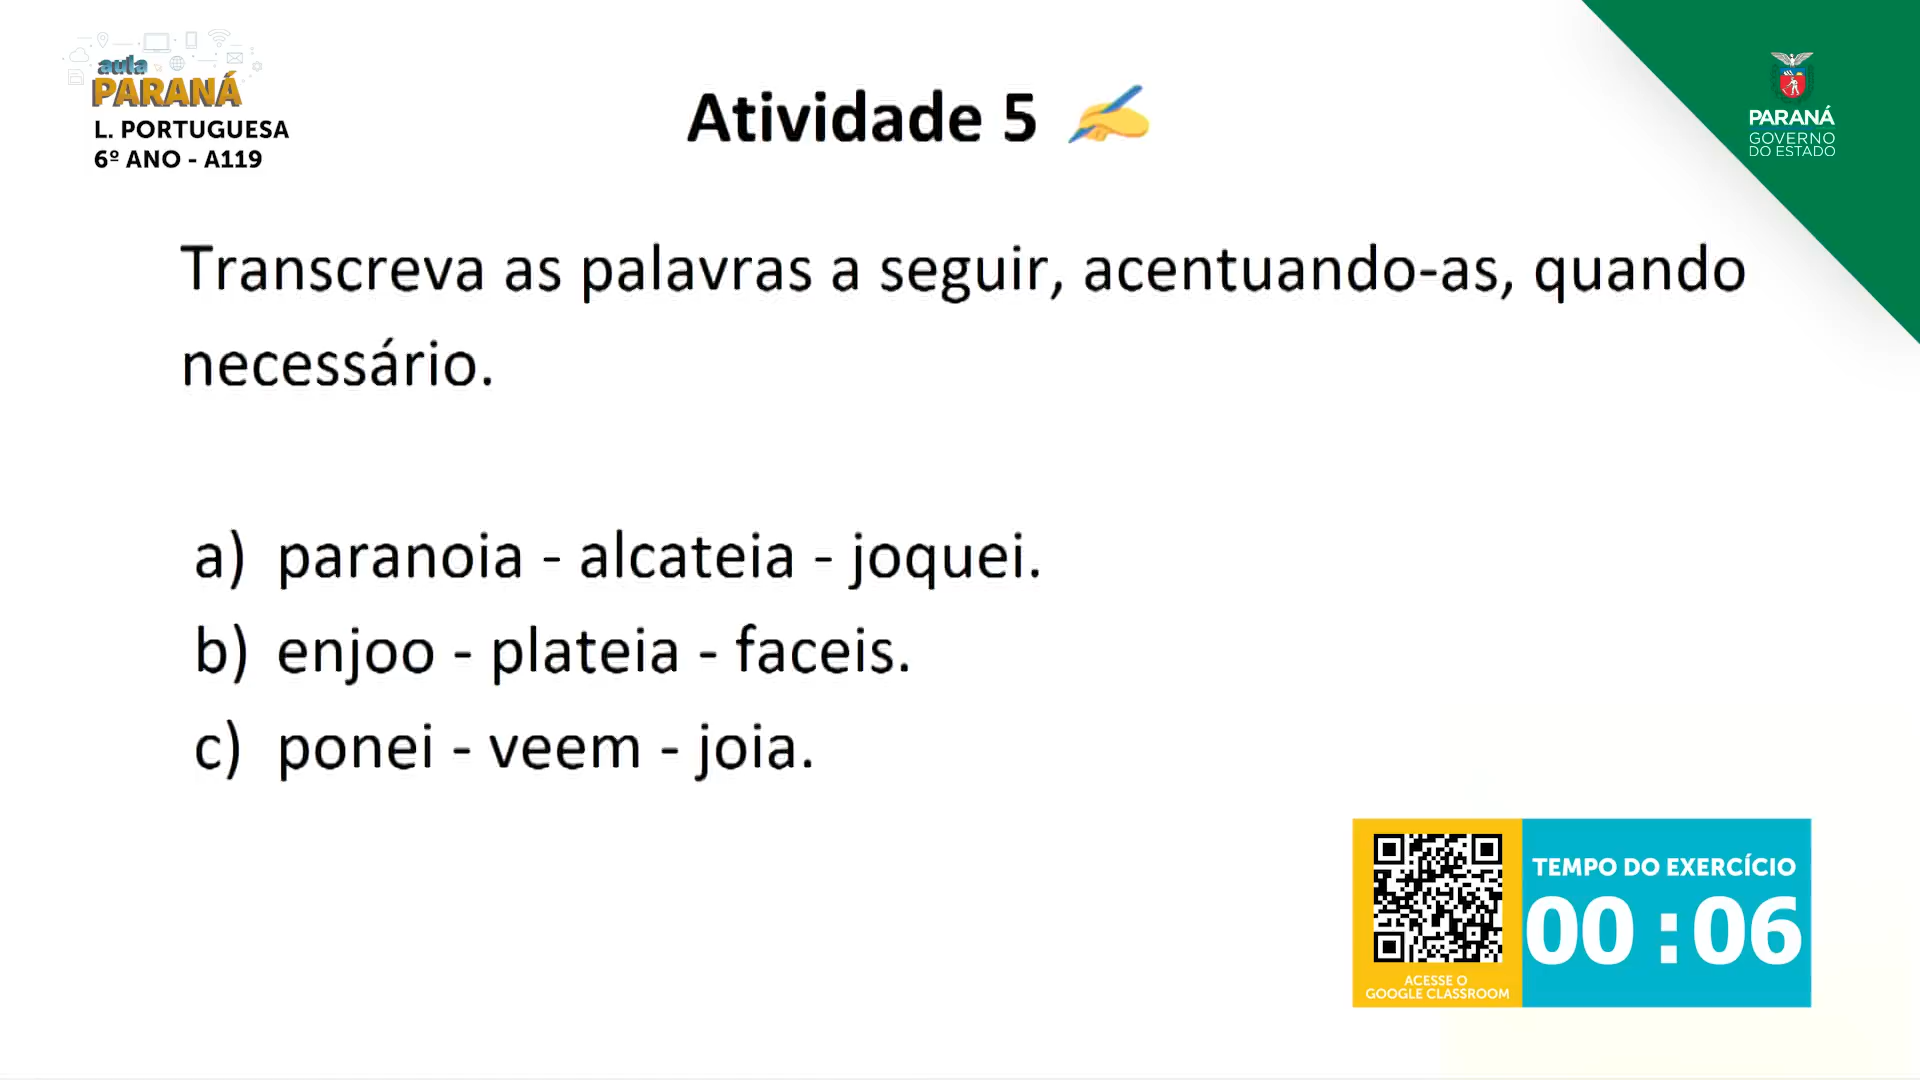 aula
PARANÁ
L. PORTUGUESA
6º ANO - A119
Atividade 5
PARANÁ
GOVERNO
DO ESTADO
Transcreva as palavras a seguir, acentuando-as, quando
necessário.
a) paranoia - alcateia - joquei.
b) enjoo - plateia - faceis.
c) ponei - veem - joia.
TEMPO DO EXERCÍCIO
00 : 06
ACESSE O
GOOGLE CLASSROOM